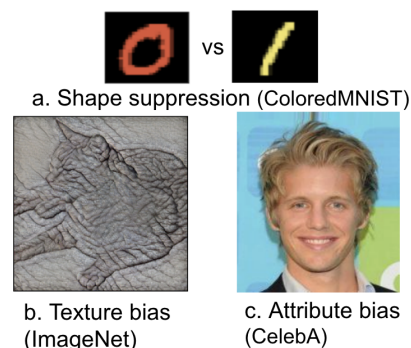 vs
a. Shape suppression (ColoredMNIST)
b. Texture bias
(ImageNet)
c. Attribute bias
(CelebA)